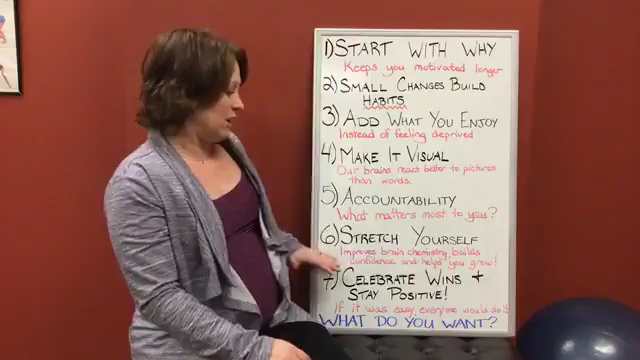 1) START WITH WHY
Keeps you motivated longer
2) SMALL CHANGES BUILD
HABITS
3) ADD WHAT YOU ENJOY
Instead of feeling deprived
4) MAKE IT VISUAL
Our brains react better to pictures
than words.
5) ACCOUNTABILITY
What matters most to you?
6) STRETCH YOURSELF
Improves brain chemistry, builds
confidence and helps you grow!
7) CELEBRATE WINS +
STAY POSITIVE!
If it was easy, everyone would do it
WHAT DO YOU WANT?